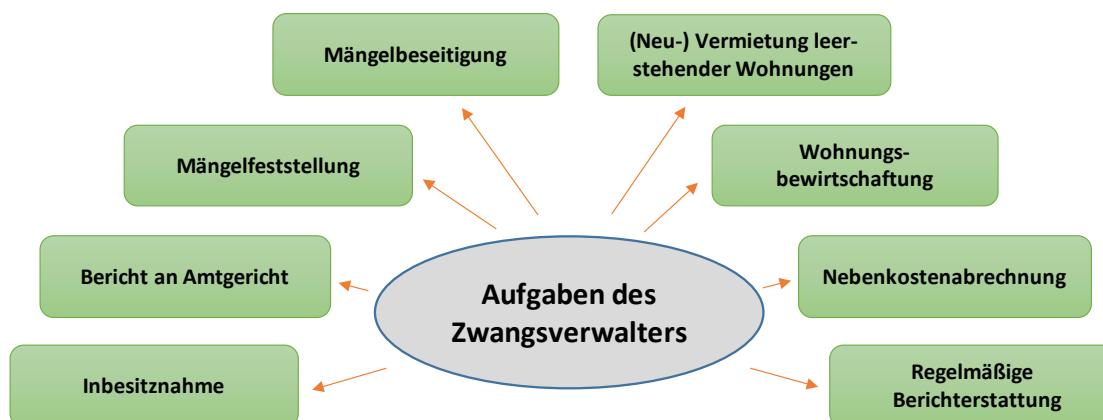 Mängelbeseitigung
(Neu-) Vermietung leer-
stehender Wohnungen
Mängelfeststellung
Wohnungs-
bewirtschaftung
Bericht an Amtgericht
Aufgaben des
Zwangsverwalters
Nebenkostenabrechnung
Inbesitznahme
Regelmäßige
Berichterstattung